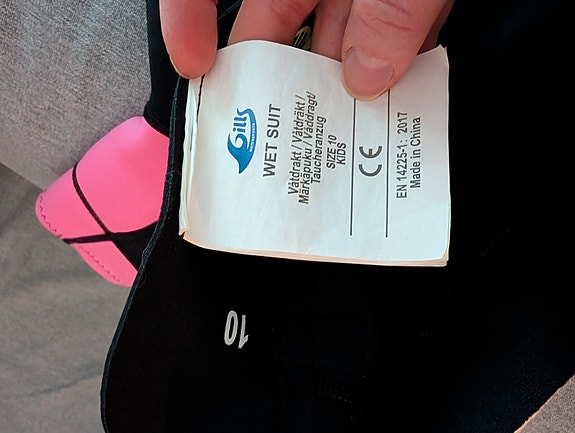 Gills
WET SUIT
Våtdrakt / Våtdräkt /
Märkäpuku / Våddragt/
Taucheranzug
SIZE 10
KIDS
CE
EN 14225-1: 2017
Made in China
10